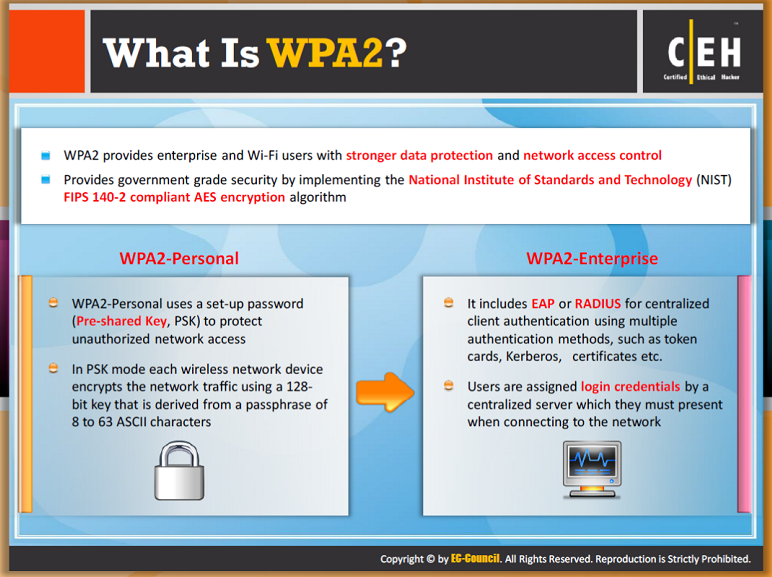 What Is WPA2?
C|EH
Certified Ethical Hacker
WPA2 provides enterprise and Wi-Fi users with stronger data protection and network access control
Provides government grade security by implementing the National Institute of Standards and Technology (NIST)
FIPS 140-2 compliant AES encryption algorithm
WPA2-Personal
WPA2-Personal uses a set-up password
(Pre-shared Key, PSK) to protect
unauthorized network access
In PSK mode each wireless network device
encrypts the network traffic using a 128-
bit key that is derived from a passphrase of
8 to 63 ASCII characters
WPA2-Enterprise
It includes EAP or RADIUS for centralized
client authentication using multiple
authentication methods, such as token
cards, Kerberos, certificates etc.
Users are assigned login credentials by a
centralized server which they must present
when connecting to the network
Copyright © by EG-Council. All Rights Reserved. Reproduction is Strictly Prohibited.